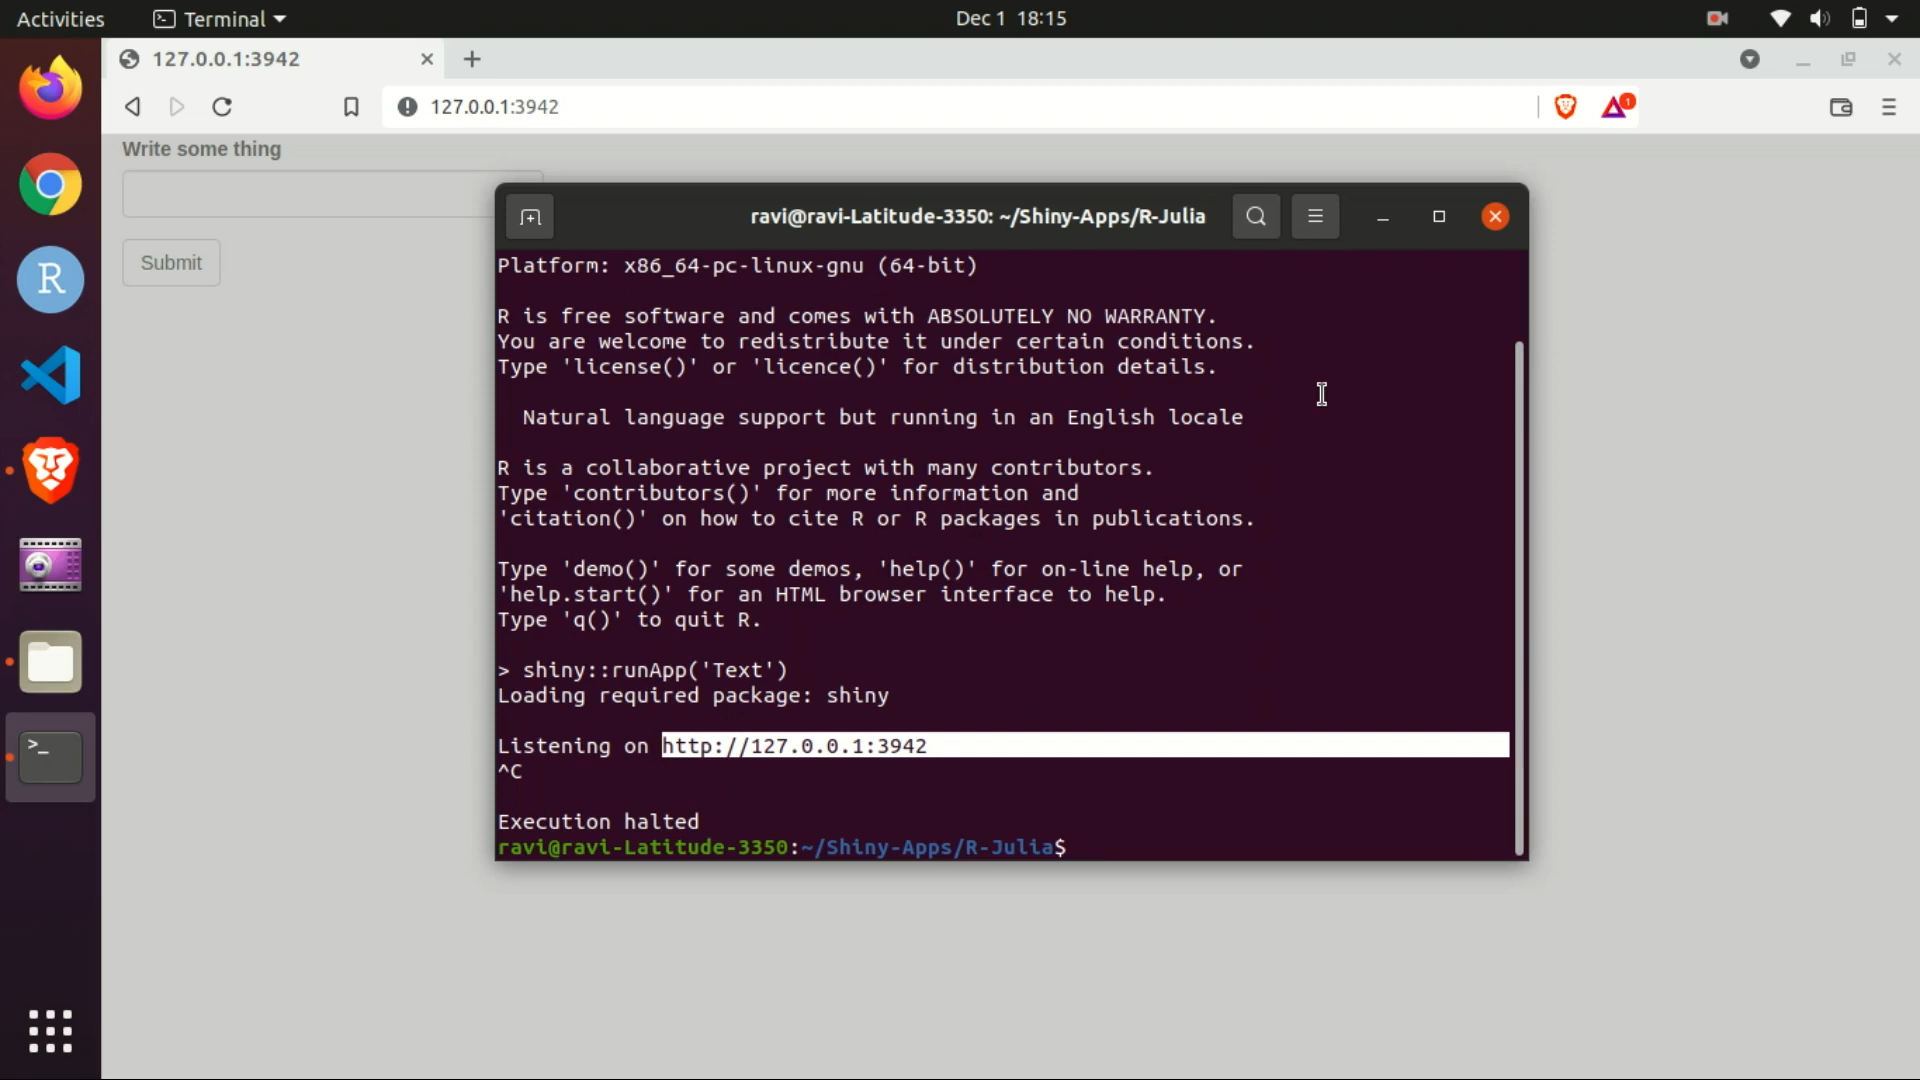 Activities
Terminal
Dec 1 18:15
127.0.0.1:3942
127.0.0.1:3942
1
Write some thing
Submit
R
ravi@ravi-Latitude-3350: ~/Shiny-Apps/R-Julia
Platform: x86_64-pc-linux-gnu (64-bit)
R is free software and comes with ABSOLUTELY NO WARRANTY.
You are welcome to redistribute it under certain conditions.
Type 'license()' or 'licence()' for distribution details.
Natural language support but running in an English locale
R is a collaborative project with many contributors.
Type 'contributors()' for more information and
'citation()' on how to cite R or R packages in publications.
Type 'demo()' for some demos, 'help()' for on-line help, or
'help.start()' for an HTML browser interface to help.
Type 'q()' to quit R.
> shiny::runApp('Text')
Loading required package: shiny
Listening on http://127.0.0.1:3942
^C
Execution halted
ravi@ravi-Latitude-3350:~/Shiny-Apps/R-Julia$
>_